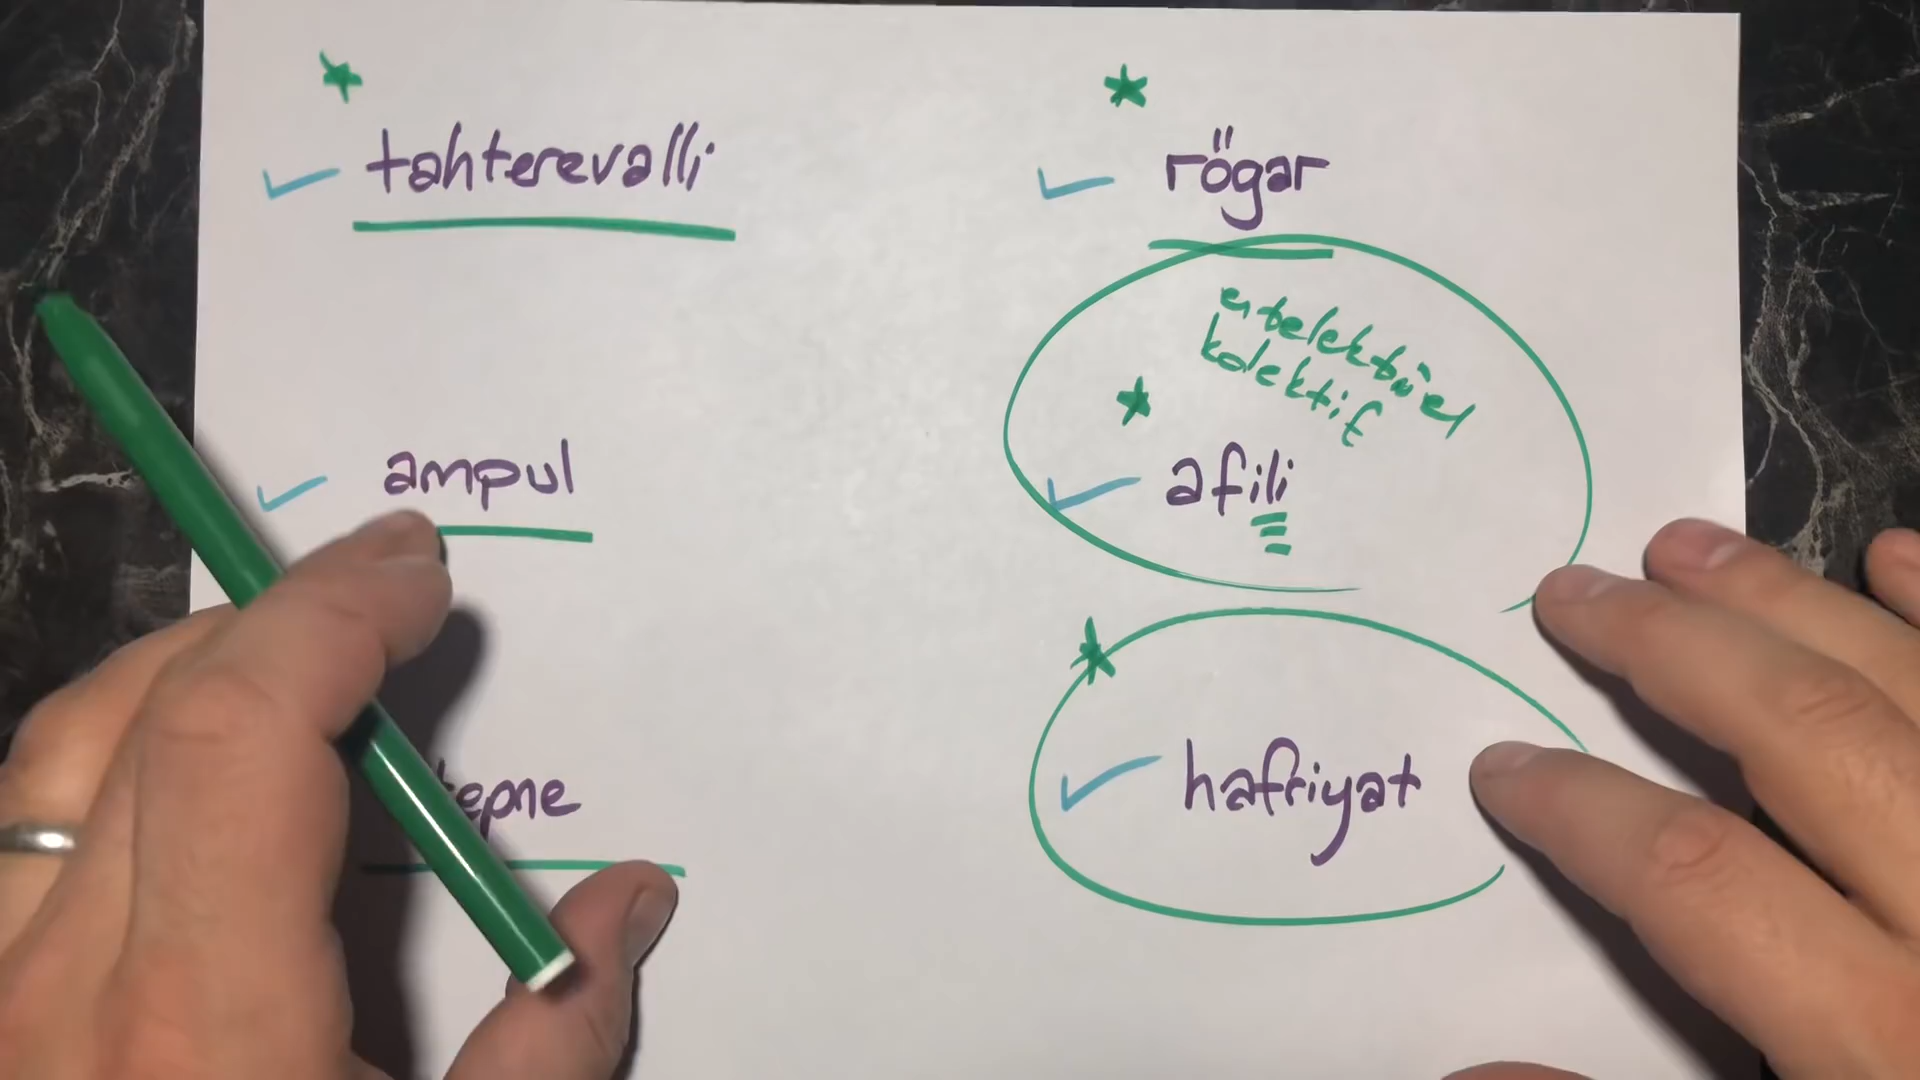 tahterevalli
rögar
entelektüel
kolektif
ampul
afili
hafriyat